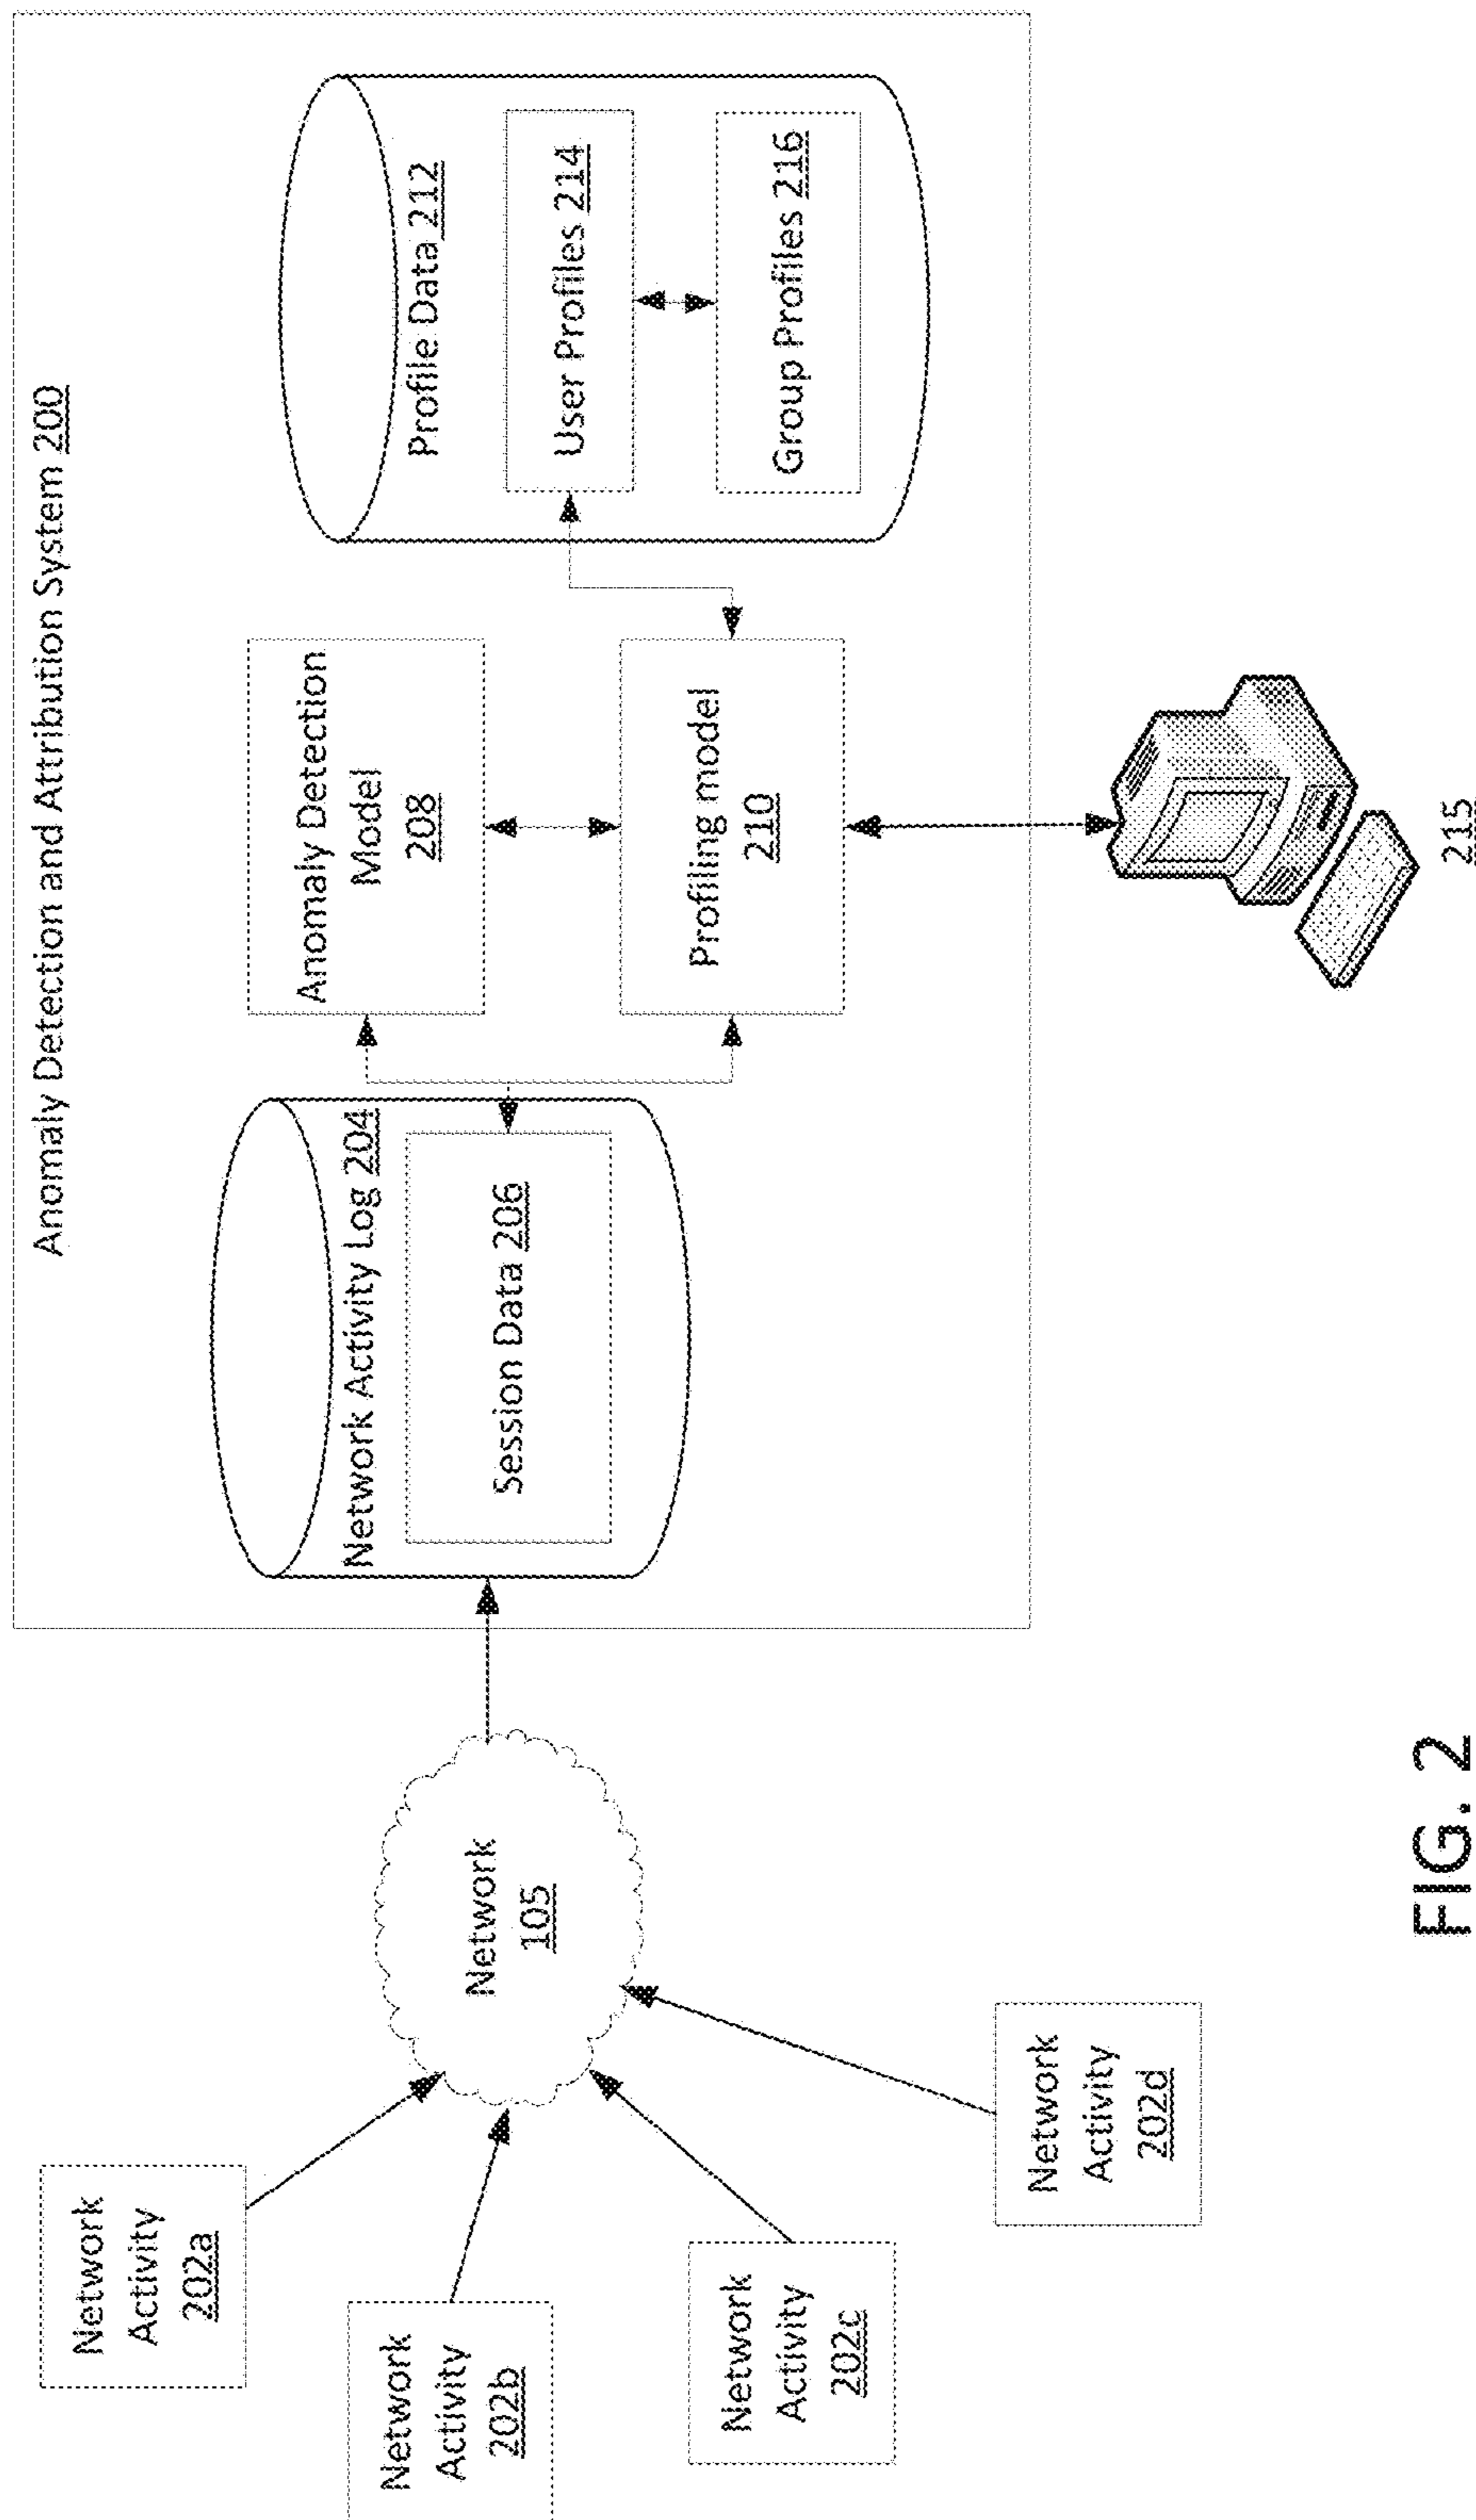 Anomaly Detection and Attribution System 200
Network
Activity
202a
Network
Activity
202b
Network
Activity
202c
Network
Activity
202d
Network
105
Network Activity Log 204
Session Data 206
Anomaly Detection
Model
208
Profiling model
210
Profile Data 212
User Profiles 214
Group Profiles 216
215
FIG. 2